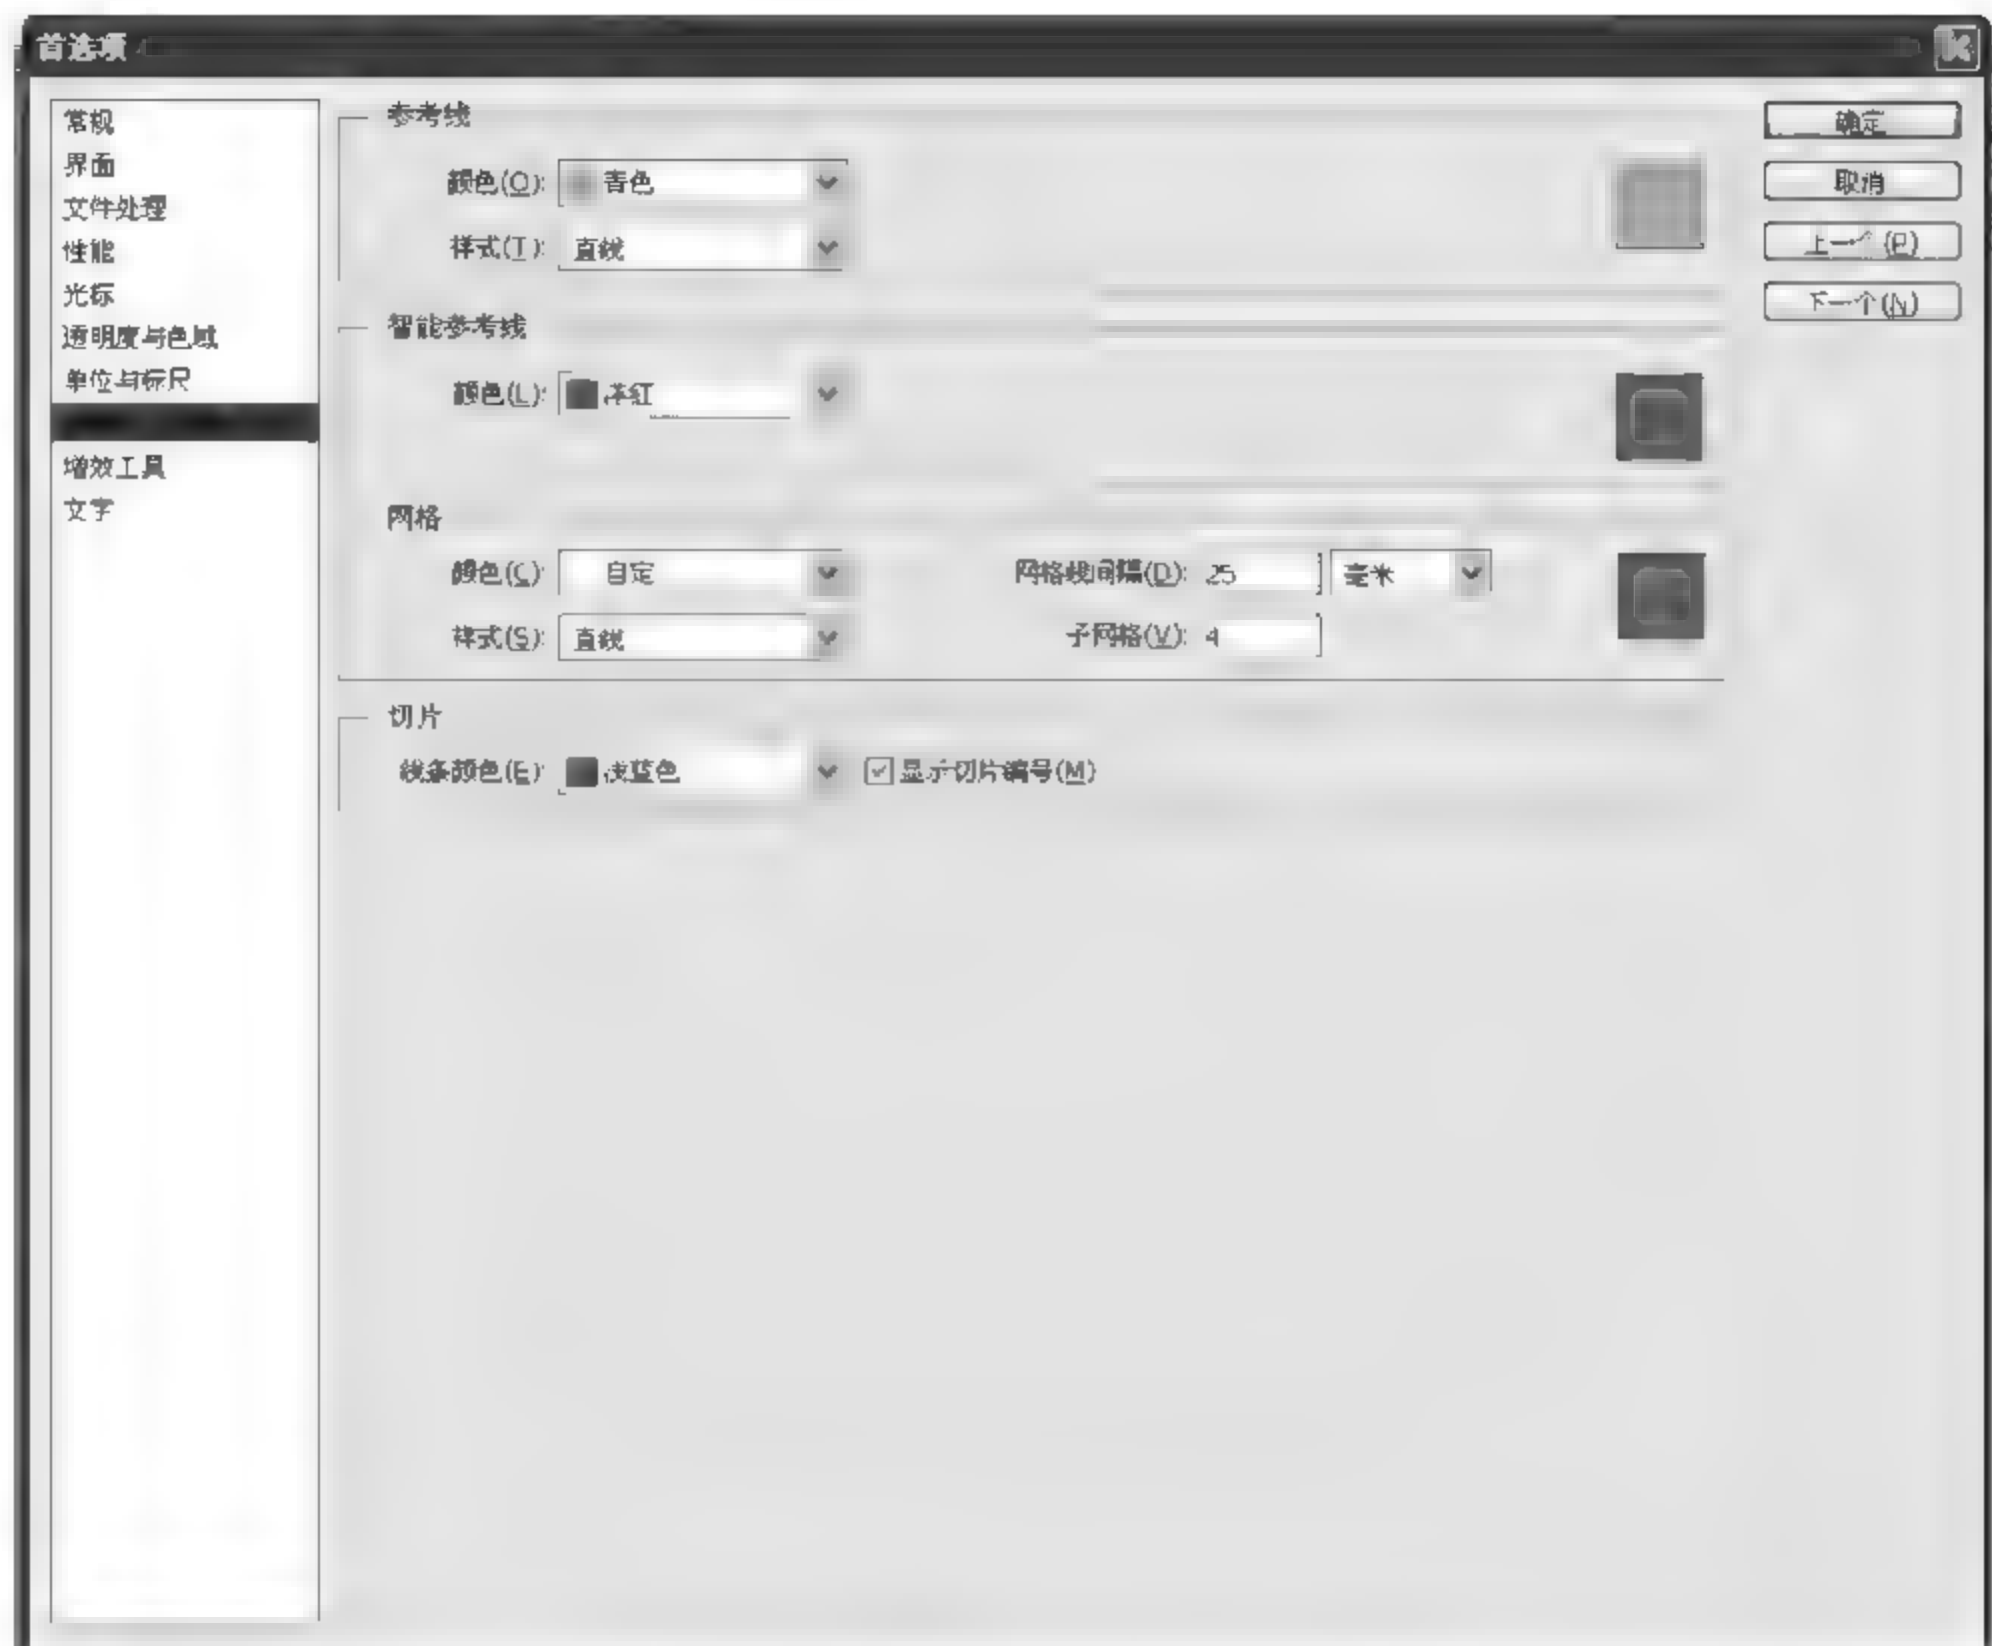 首选项
常规
界面
文件处理
性能
光标
透明度与色域
单位与标尺
增效工具
文字
参考线
颜色(O): 青色
样式(T): 直线
智能参考线
颜色(L): 洋红
网格
颜色(C): 自定 网格线间隔(D): 25 毫米
样式(S): 直线 子网格(V): 4
切片
线条颜色(E): 淡蓝色 显示切片编号(M)
确定
取消
上一个(P)
下一个(N)